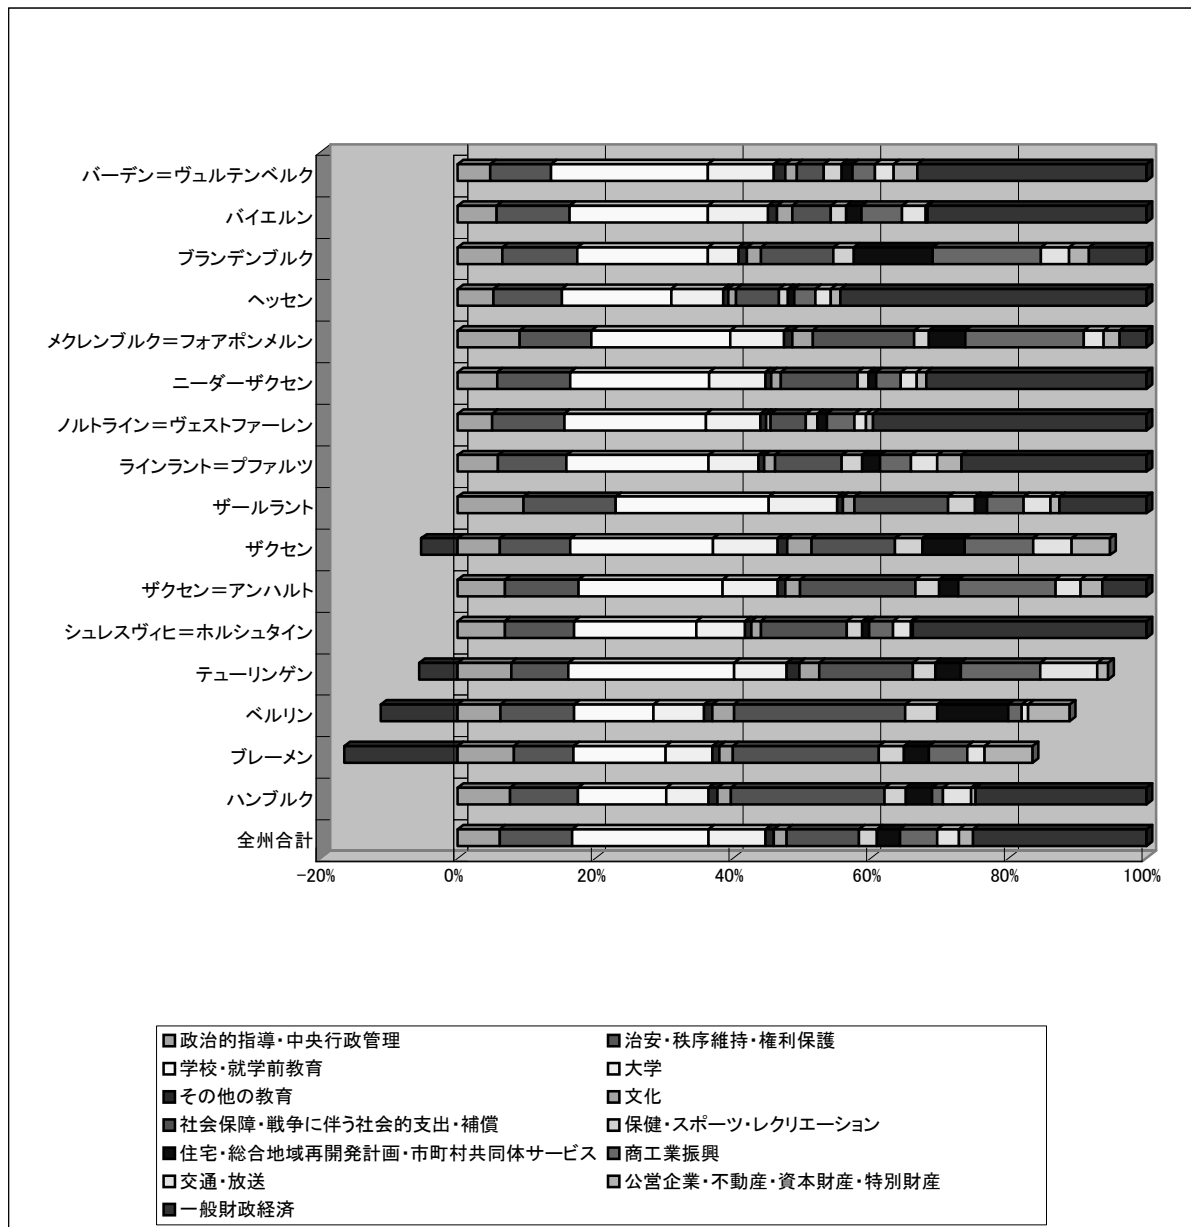 バーデン=ヴュルテンベルク
バイエルン
ブランデンブルク
ヘッセン
メクレンブルク=フォアポンメルン
ニーダーザクセン
ノルトライン=ヴェストファーレン
ラインラント=プファルツ
ザールラント
ザクセン
ザクセン=アンハルト
シュレスヴィヒ=ホルシュタイン
テューリンゲン
ベルリン
ブレーメン
ハンブルク
全州合計
-20% 0% 20% 40% 60% 80% 100%
政治的指導・中央行政管理 治安・秩序維持・権利保護
学校・就学前教育 大学
その他の教育 文化
社会保障・戦争に伴う社会的支出・補償 保健・スポーツ・レクリエーション
住宅・総合地域再開発計画・市町村共同体サービス 商工業振興
交通・放送 公営企業・不動産・資本財産・特別財産
一般財政経済